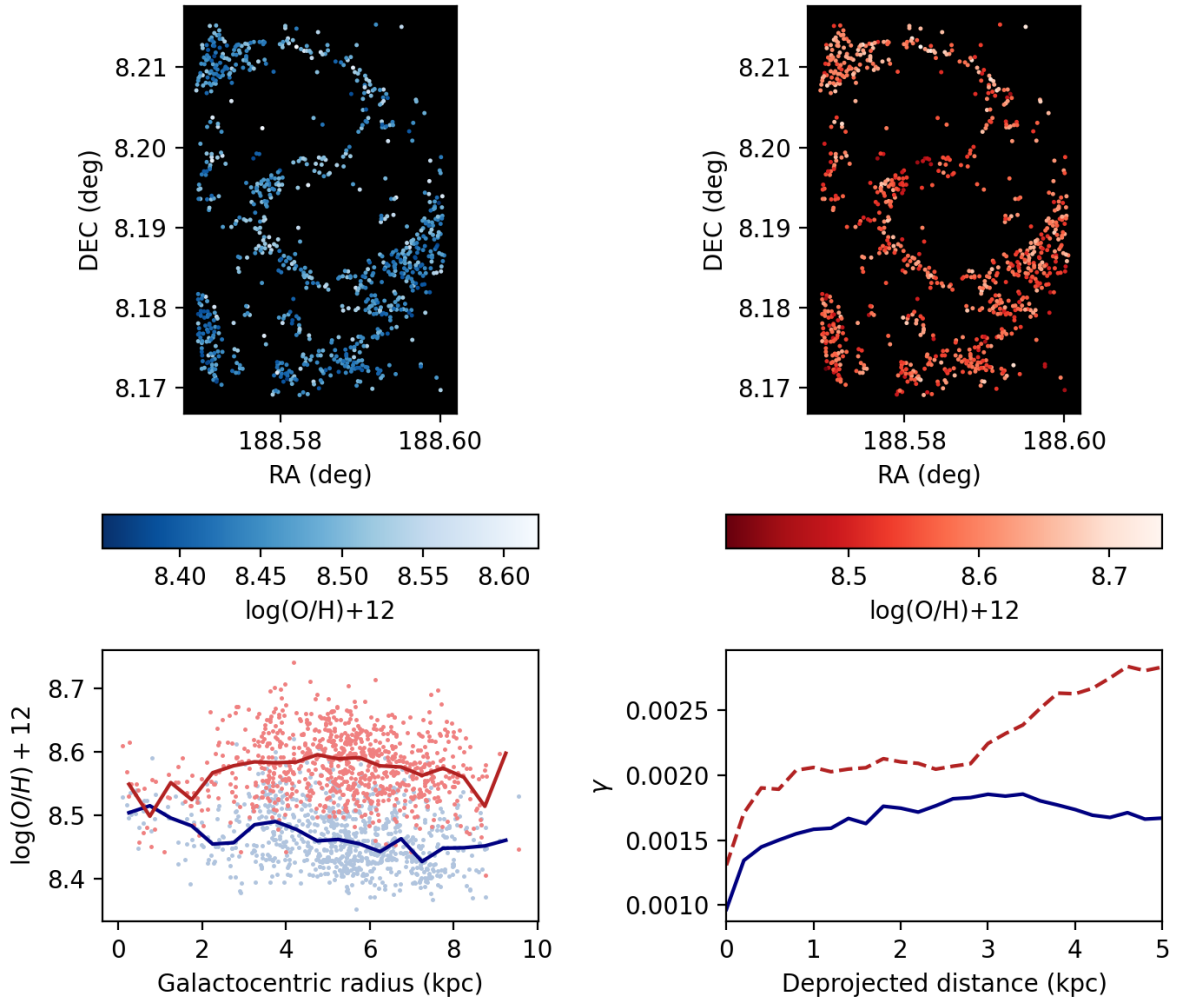 8.21
8.20
8.19
8.18
8.17
DEC (deg)
188.58 188.60
RA (deg)
8.21
8.20
8.19
8.18
8.17
DEC (deg)
188.58 188.60
RA (deg)
8.40 8.45 8.50 8.55 8.60
log(O/H)+12
8.5 8.6 8.7
log(O/H)+12
8.7
8.6
8.5
8.4
log(O/H) + 12
0 2 4 6 8 10
Galactocentric radius (kpc)
0.0025
0.0020
0.0015
0.0010
γ
0 1 2 3 4 5
Deprojected distance (kpc)